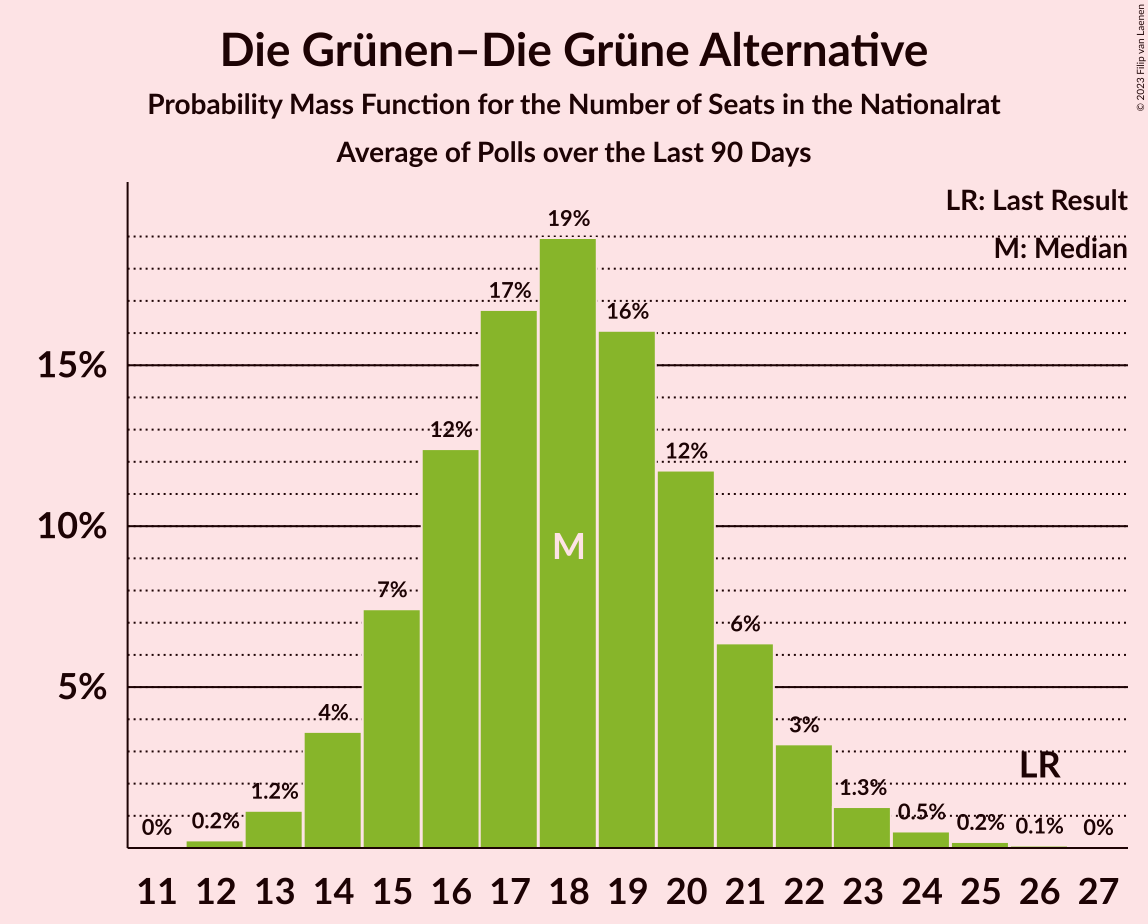 Die Grünen–Die Grüne Alternative
Probability Mass Function for the Number of Seats in the Nationalrat
Average of Polls over the Last 90 Days
© 2023 Filip van Laenen
LR: Last Result
M: Median
19%
17%
16%
15%
12%
12%
10%
M
7%
6%
5%
4%
3%
LR
1.2%
1.3%
0%
0.2%
0.5%
0.2%
0.1%
0%
11 12 13 14 15 16 17 18 19 20 21 22 23 24 25 26 27